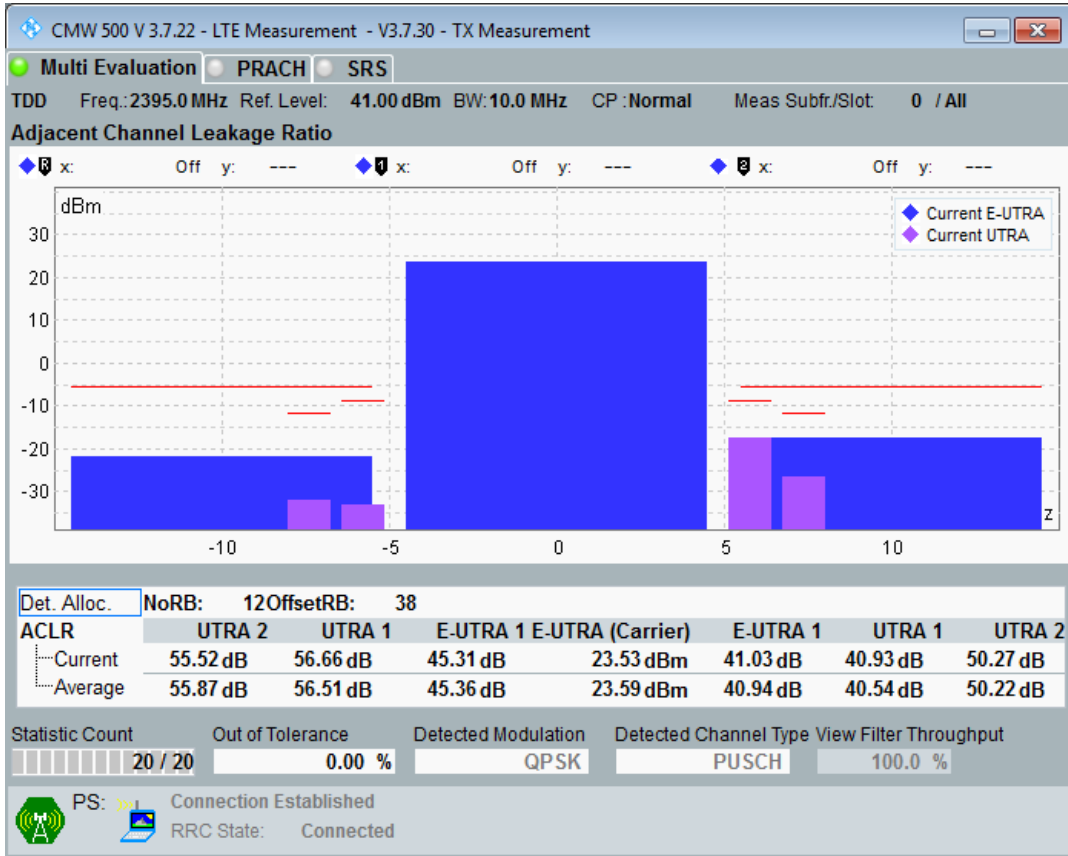 CMW 500 V 3.7.22 - LTE Measurement - V3.7.30 - TX Measurement
Multi Evaluation PRACH SRS
TDD Freq.: 2395.0 MHz Ref. Level: 41.00 dBm BW: 10.0 MHz CP : Normal Meas Subfr./Slot: 0 / All
Adjacent Channel Leakage Ratio
R x: Off y: --- 1 x: Off y: --- 2 x: Off y: ---
dBm
Current E-UTRA
Current UTRA
30
20
10
0
-10
-20
-30
z
-10 -5 0 5 10
Det. Alloc. NoRB: 12 OffsetRB: 38
ACLR UTRA 2 UTRA 1 E-UTRA 1 E-UTRA (Carrier) E-UTRA 1 UTRA 1 UTRA 2
Current 55.52 dB 56.66 dB 45.31 dB 23.53 dBm 41.03 dB 40.93 dB 50.27 dB
Average 55.87 dB 56.51 dB 45.36 dB 23.59 dBm 40.94 dB 40.54 dB 50.22 dB
Statistic Count Out of Tolerance Detected Modulation Detected Channel Type View Filter Throughput
20 / 20 0.00 % QPSK PUSCH 100.0 %
PS: Connection Established
RRC State: Connected